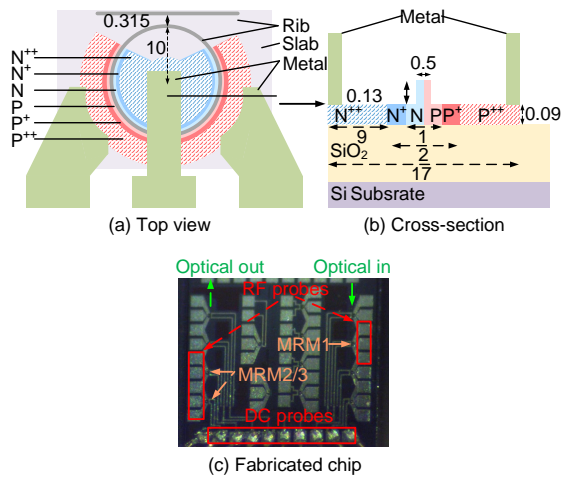 0.315
10
Rib
Slab
Metal
N++
N+
N
P
P+
P++
(a) Top view
Metal
0.5
0.13
N++
N+
N
P
P+
P++
0.09
9
1
SiO2
2
17
Si Subsrate
(b) Cross-section
Optical out
Optical in
RF probes
MRM1
MRM2/3
DC probes
(c) Fabricated chip